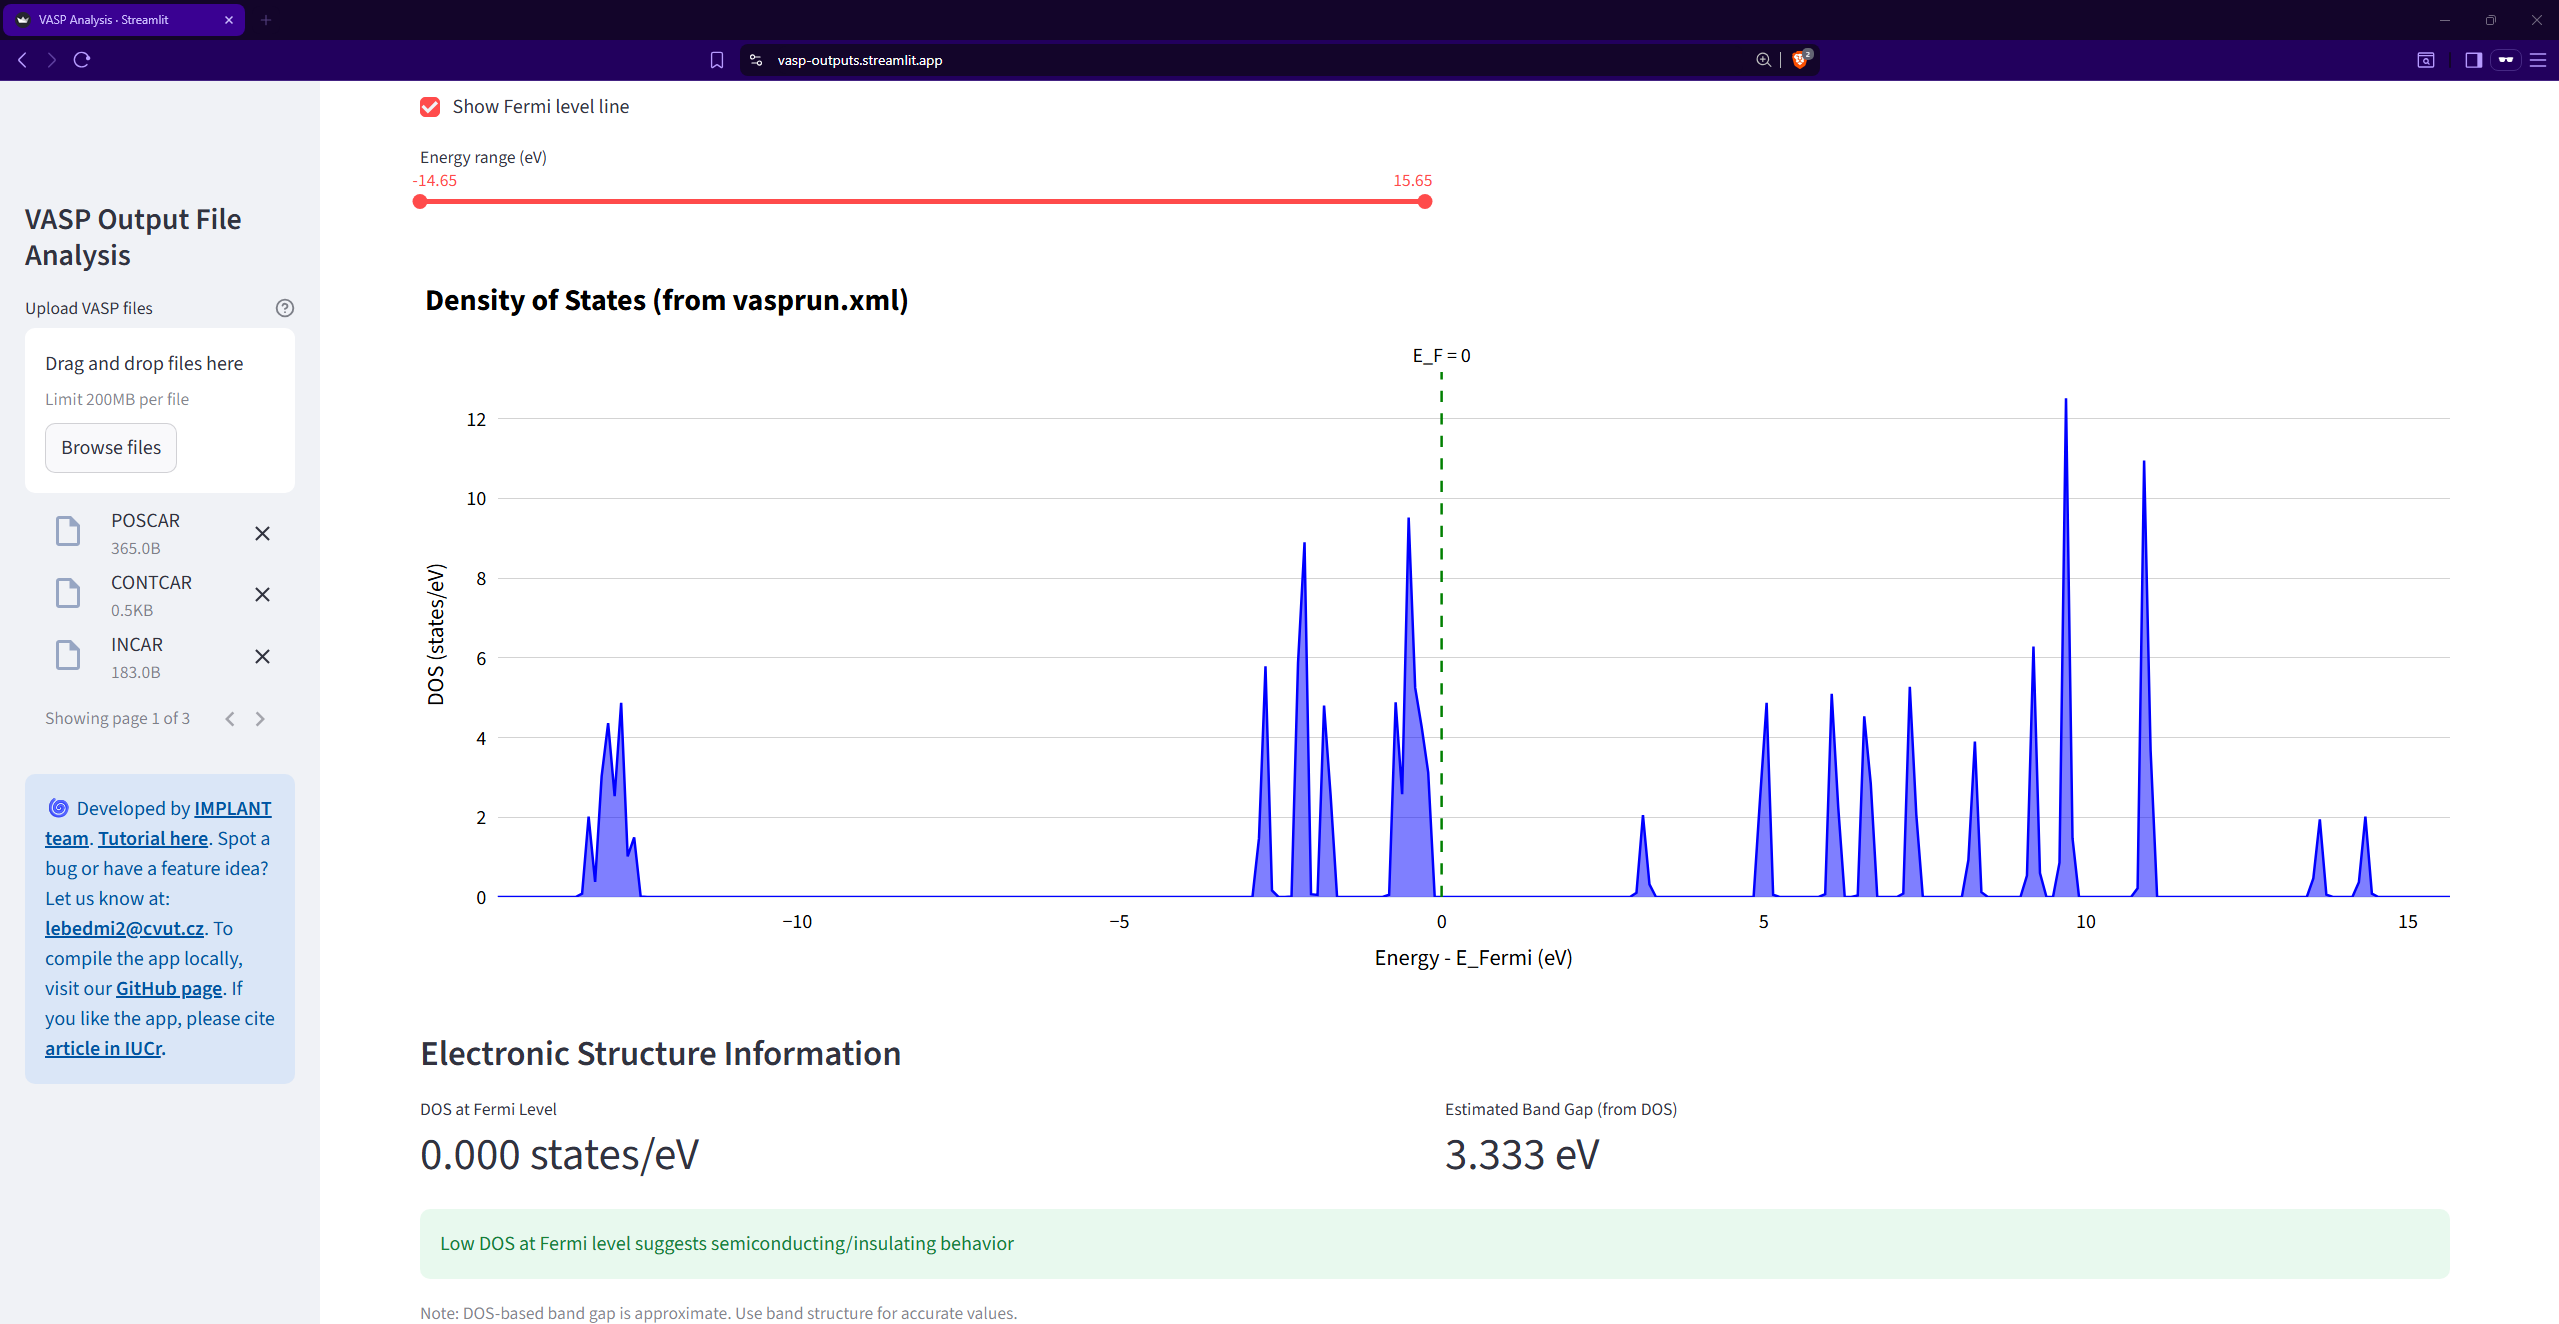 VASP Analysis · Streamlit
vasp-outputs.streamlit.app
2
VASP Output File
Analysis
Upload VASP files
Drag and drop files here
Limit 200MB per file
Browse files
POSCAR
365.0B
CONTCAR
0.5KB
INCAR
183.0B
Showing page 1 of 3
Developed by IMPLANT
team. Tutorial here. Spot a
bug or have a feature idea?
Let us know at:
lebedmi2@cvut.cz. To
compile the app locally,
visit our GitHub page. If
you like the app, please cite
article in IUCr.
Show Fermi level line
Energy range (eV)
-14.65 15.65
Density of States (from vasprun.xml)
E_F = 0
12
10
8
6
4
2
0
DOS (states/eV)
−10 −5 0 5 10 15
Energy - E_Fermi (eV)
Electronic Structure Information
DOS at Fermi Level
0.000 states/eV
Estimated Band Gap (from DOS)
3.333 eV
Low DOS at Fermi level suggests semiconducting/insulating behavior
Note: DOS-based band gap is approximate. Use band structure for accurate values.